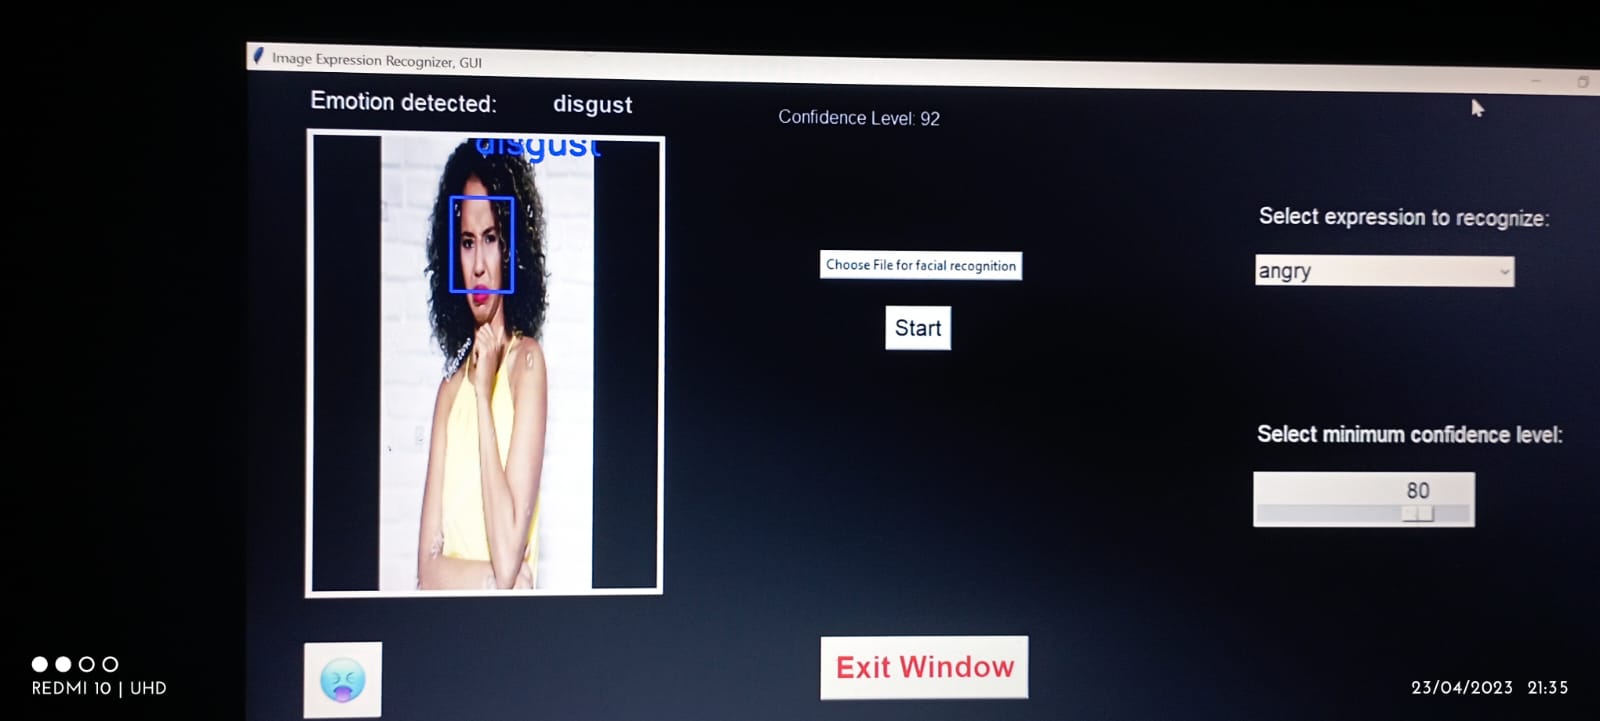 Image Expression Recognizer, GUI
Emotion detected: disgust
Confidence Level: 92
disgust
Select expression to recognize:
Choose File for facial recognition
angry
Start
Select minimum confidence level:
80
Exit Window
REDMI 10 | UHD
23/04/2023 21:35